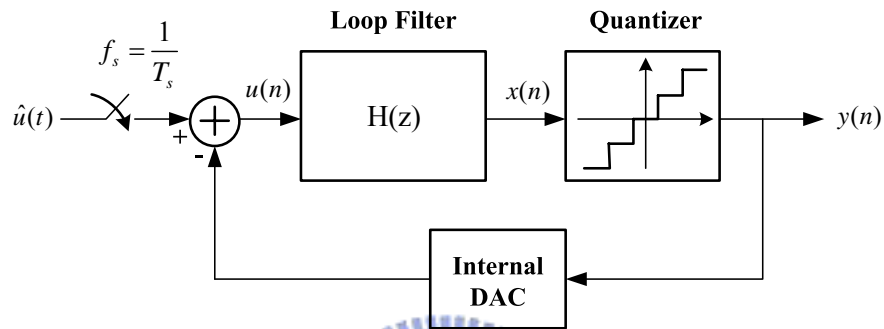 Loop Filter
Quantizer
f_s = 1/T_s
û(t)
+
-
+
u(n)
H(z)
x(n)
y(n)
Internal
DAC